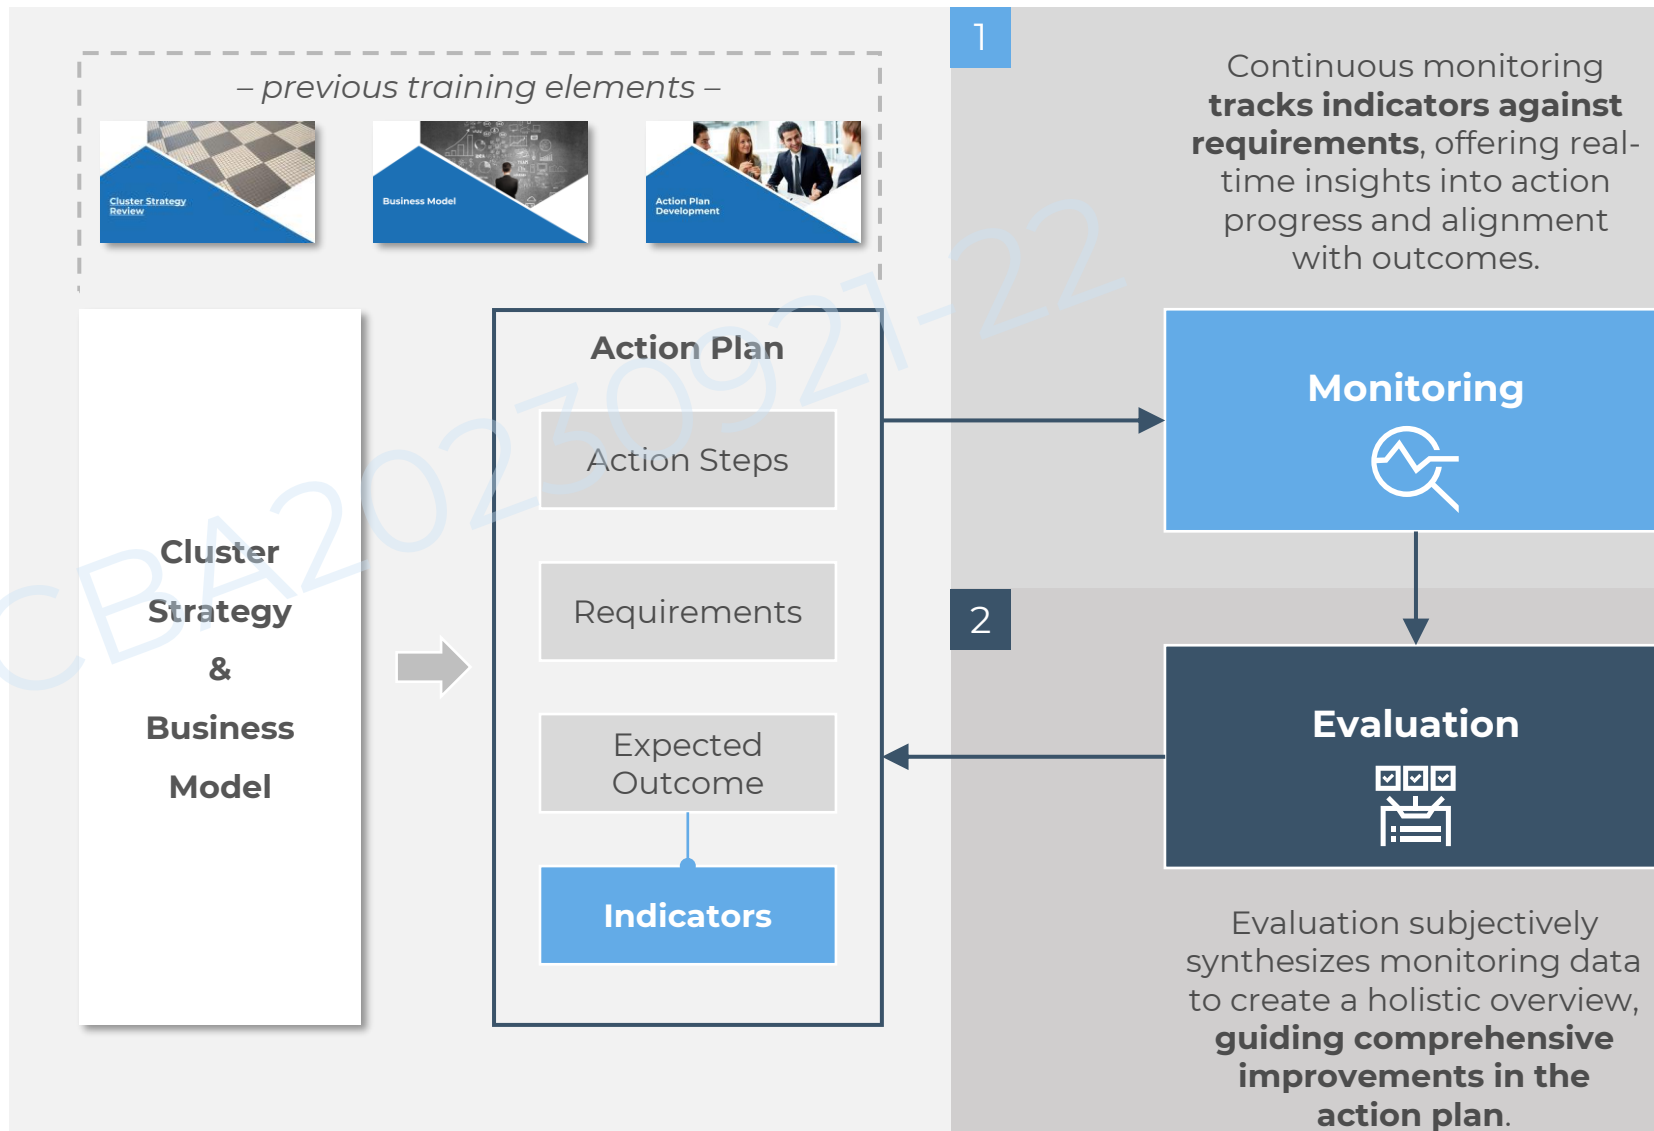 – previous training elements –
Cluster Strategy
Review
Business Model
Action Plan
Development
Cluster
Strategy
&
Business
Model
Action Plan
Action Steps
Requirements
Expected
Outcome
Indicators
1
Continuous monitoring
tracks indicators against
requirements, offering real-
time insights into action
progress and alignment
with outcomes.
Monitoring
2
Evaluation
Evaluation subjectively
synthesizes monitoring data
to create a holistic overview,
guiding comprehensive
improvements in the
action plan.
CBA20230921-22